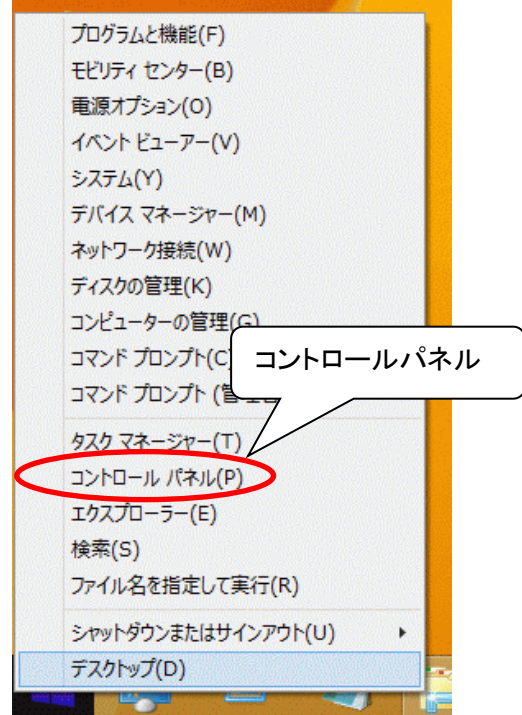 プログラムと機能(F)
モビリティ センター(B)
電源オプション(O)
イベント ビューアー(V)
システム(Y)
デバイス マネージャー(M)
ネットワーク接続(W)
ディスクの管理(K)
コンピューターの管理(G)
コマンド プロンプト(C)
コントロールパネル
コマンド プロンプト (管
タスク マネージャー(T)
コントロール パネル(P)
エクスプローラー(E)
検索(S)
ファイル名を指定して実行(R)
シャットダウンまたはサインアウト(U)
デスクトップ(D)